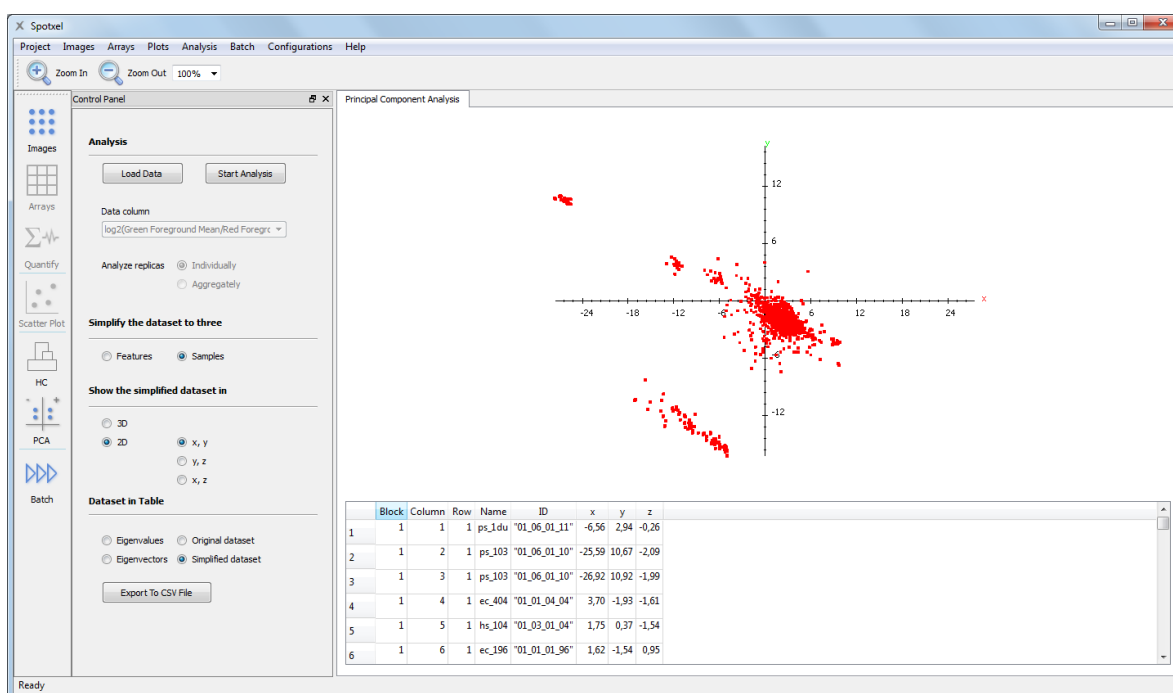 Spotxel
Project Images Arrays Plots Analysis Batch Configurations Help
Zoom In Zoom Out 100%
Images
Arrays
Quantify
Scatter Plot
HC
PCA
Batch
Control Panel
Analysis
Load Data Start Analysis
Data column
log2(Green Foreground Mean/Red Foregrc
Analyze replicas Individually
Aggregately
Simplify the dataset to three
Features Samples
Show the simplified dataset in
3D
2D x, y
y, z
x, z
Dataset in Table
Eigenvalues Original dataset
Eigenvectors Simplified dataset
Export To CSV File
Principal Component Analysis
y
12
6
x
-24 -18 -12 -6 6 12 18 24
-6
-12
Block Column Row Name ID x y z
1 1 1 1 ps_1du "01_06_01_11" -6,56 2,94 -0,26
2 1 2 1 ps_103 "01_06_01_10" -25,59 10,67 -2,09
3 1 3 1 ps_103 "01_06_01_10" -26,92 10,92 -1,99
4 1 4 1 ec_404 "01_01_04_04" 3,70 -1,93 -1,61
5 1 5 1 hs_104 "01_03_01_04" 1,75 0,37 -1,54
6 1 6 1 ec_196 "01_01_01_96" 1,62 -1,54 0,95
Ready